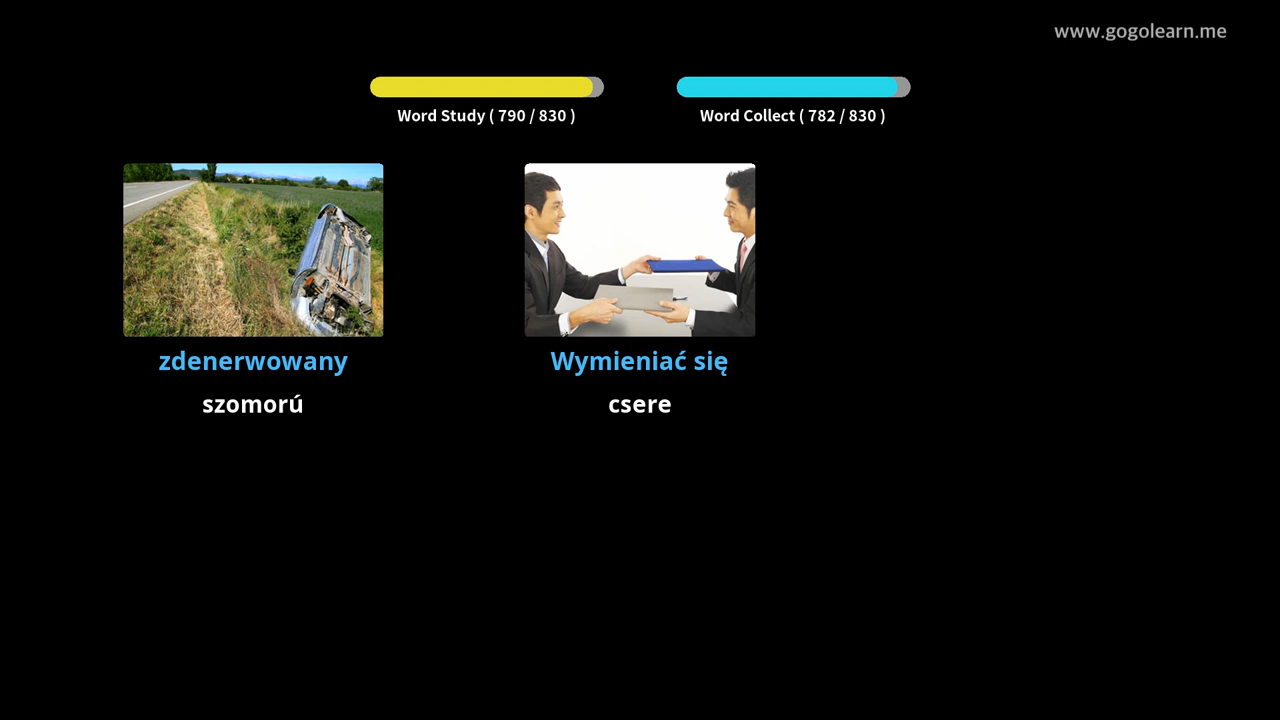 www.gogolearn.me
Word Study ( 790 / 830 )
Word Collect ( 782 / 830 )
zdenerwowany
szomorú
Wymieniać się
csere